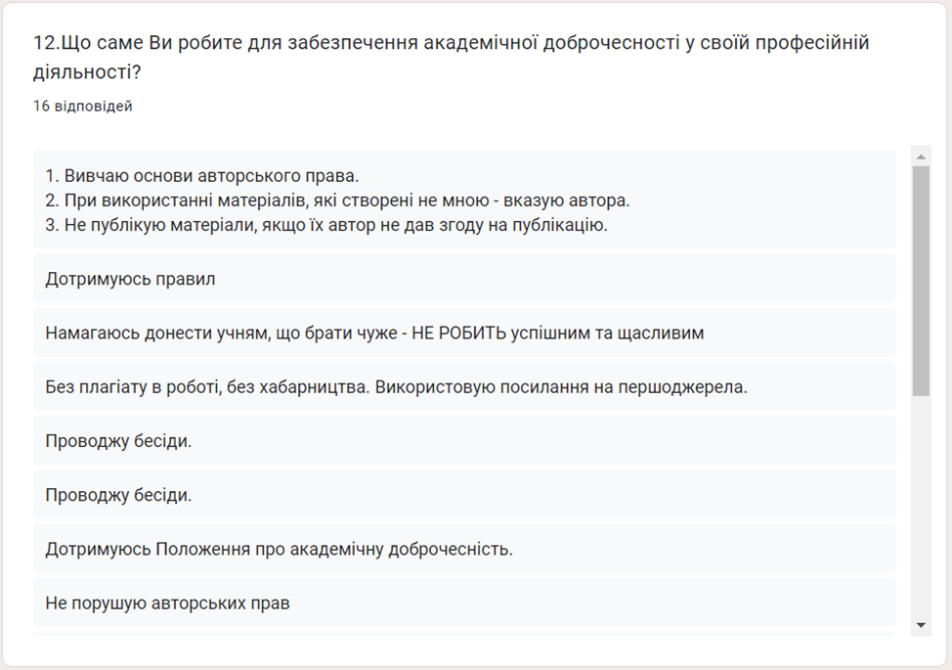 12.Що саме Ви робите для забезпечення академічної доброчесності у своїй професійній
діяльності?
16 відповідей
1. Вивчаю основи авторського права.
2. При використанні матеріалів, які створені не мною - вказую автора.
3. Не публікую матеріали, якщо їх автор не дав згоду на публікацію.
Дотримуюсь правил
Намагаюсь донести учням, що брати чуже - НЕ РОБИТЬ успішним та щасливим
Без плагіату в роботі, без хабарництва. Використовую посилання на першоджерела.
Проводжу бесіди.
Проводжу бесіди.
Дотримуюсь Положення про академічну доброчесність.
Не порушую авторських прав